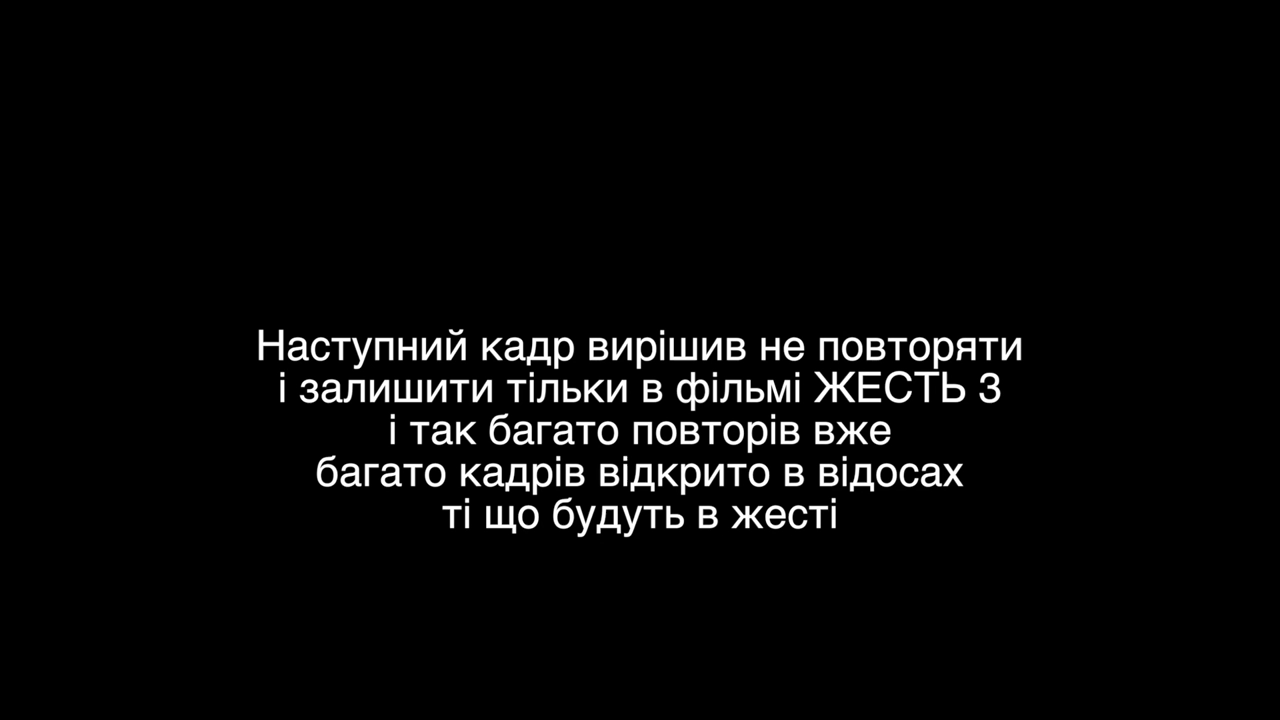 Наступний кадр вирішив не повторяти
і залишити тільки в фільмі ЖЕСТЬ 3
і так багато повторів вже
багато кадрів відкрито в відосах
ті що будуть в жесті